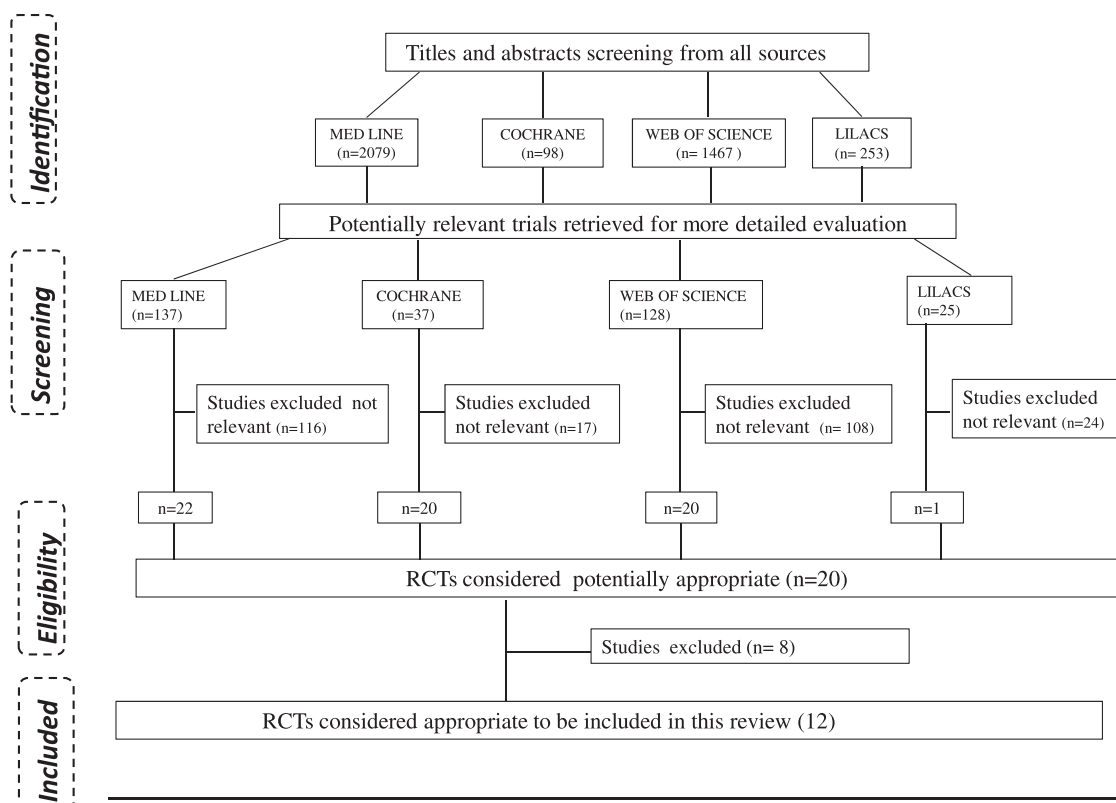 Identification
Titles and abstracts screening from all sources
MED LINE
(n=2079)
COCHRANE
(n=98)
WEB OF SCIENCE
(n= 1467 )
LILACS
(n= 253)
Potentially relevant trials retrieved for more detailed evaluation
Screening
MED LINE
(n=137)
COCHRANE
(n=37)
WEB OF SCIENCE
(n=128)
LILACS
(n=25)
Studies excluded not
relevant (n=116)
Studies excluded
not relevant (n=17)
Studies excluded
not relevant (n= 108)
Studies excluded
not relevant (n=24)
Eligibility
n=22
n=20
n=20
n=1
RCTs considered potentially appropriate (n=20)
Studies excluded (n= 8)
Included
RCTs considered appropriate to be included in this review (12)